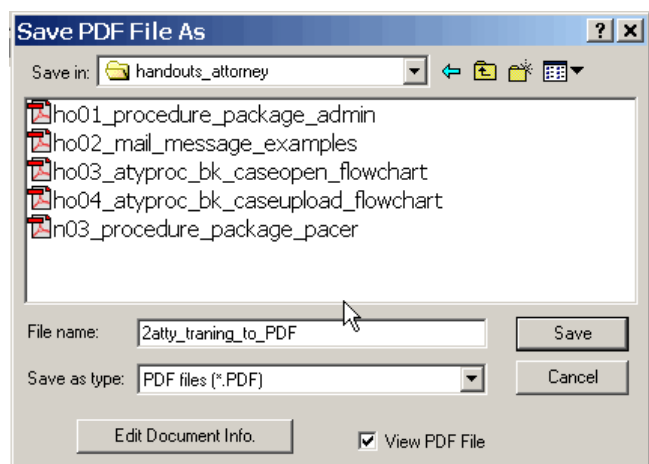 Save PDF File As
Save in: handouts_attorney
ho01_procedure_package_admin
ho02_mail_message_examples
ho03_atyproc_bk_caseopen_flowchart
ho04_atyproc_bk_caseupload_flowchart
n03_procedure_package_pacer
File name: 2atty_traning_to_PDF Save
Save as type: PDF files (*.PDF) Cancel
Edit Document Info. View PDF File